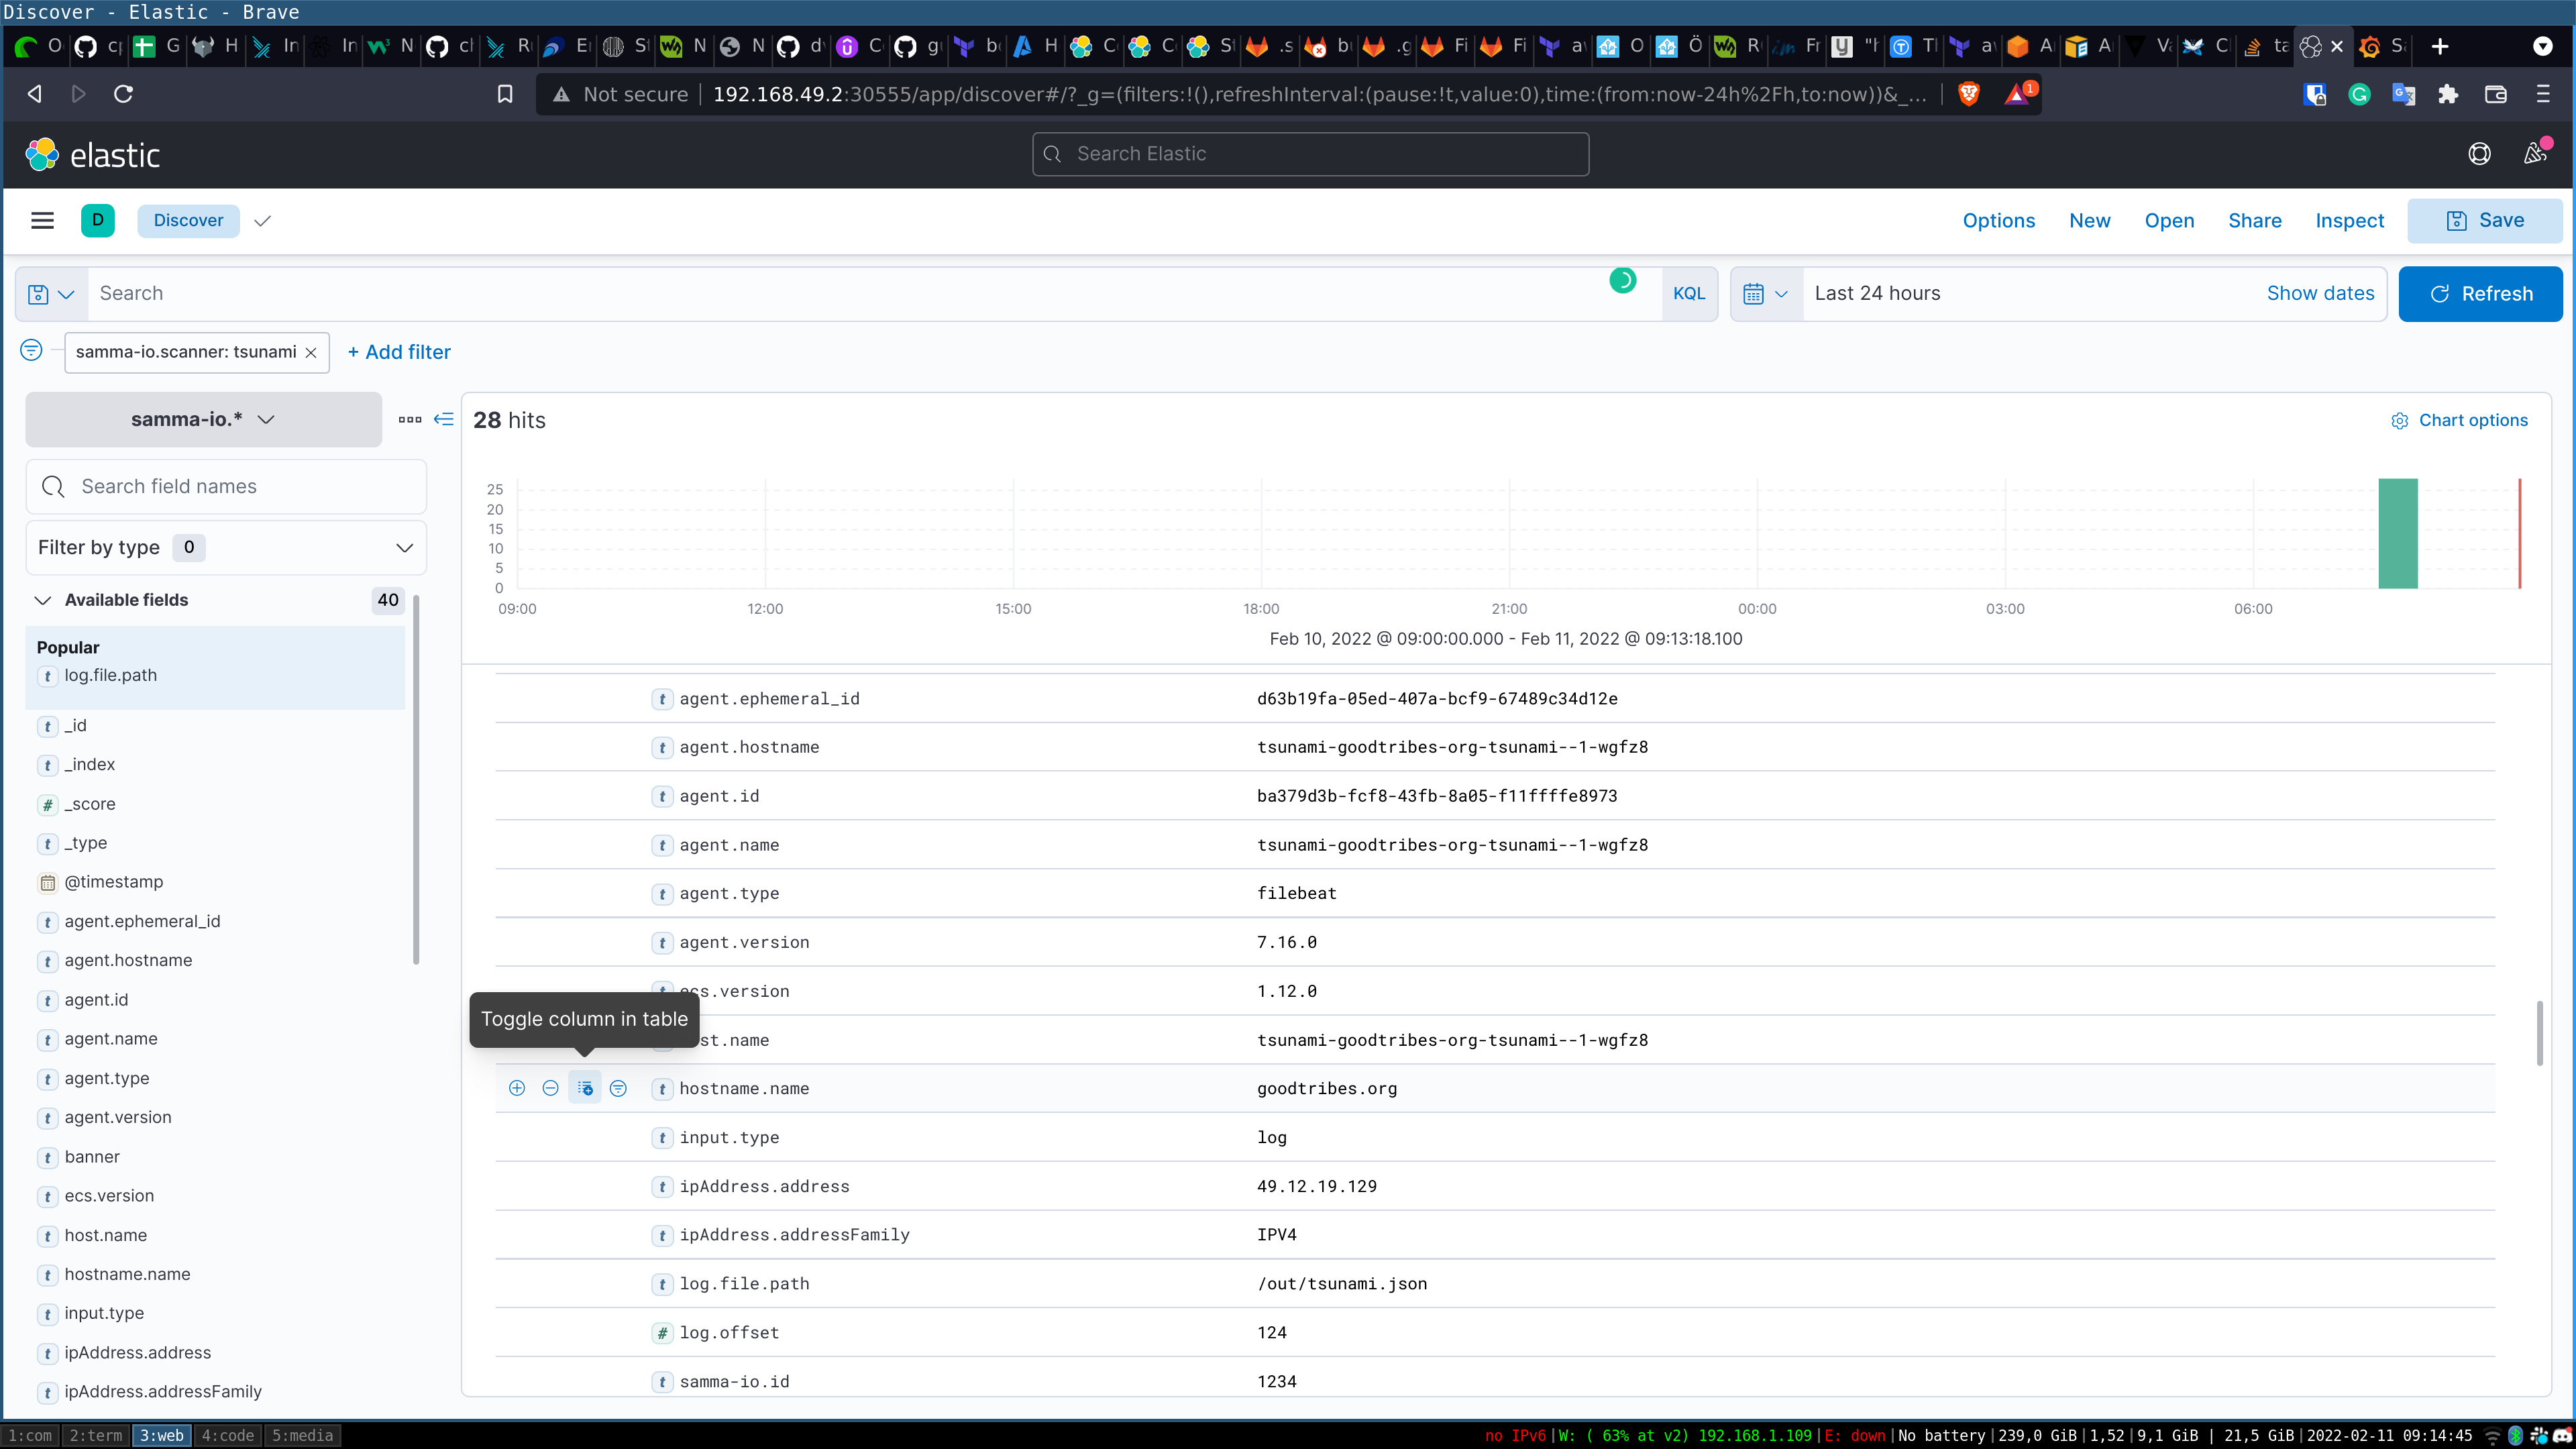 Discover - Elastic - Brave
Not secure 192.168.49.2:30555/app/discover#/?_g=(filters:!(),refreshInterval:(pause:!t,value:0),time:(from:now-24h%2Fh,to:now))&_...
1
elastic
Search Elastic
D
Discover
Options New Open Share Inspect Save
Search
KQL
Last 24 hours
Show dates
Refresh
samma-io.scanner: tsunami
+ Add filter
samma-io.*
28 hits
Chart options
Search field names
Filter by type 0
Available fields 40
Popular
log.file.path
_id
_index
_score
_type
@timestamp
agent.ephemeral_id
agent.hostname
agent.id
agent.name
agent.type
agent.version
banner
ecs.version
host.name
hostname.name
input.type
ipAddress.address
ipAddress.addressFamily
25
20
15
10
5
0
09:00 12:00 15:00 18:00 21:00 00:00 03:00 06:00
Feb 10, 2022 @ 09:00:00.000 - Feb 11, 2022 @ 09:13:18.100
agent.ephemeral_id d63b19fa-05ed-407a-bcf9-67489c34d12e
agent.hostname tsunami-goodtribes-org-tsunami--1-wgfz8
agent.id ba379d3b-fcf8-43fb-8a05-f11ffffe8973
agent.name tsunami-goodtribes-org-tsunami--1-wgfz8
agent.type filebeat
agent.version 7.16.0
ecs.version 1.12.0
Toggle column in table
st.name tsunami-goodtribes-org-tsunami--1-wgfz8
hostname.name goodtribes.org
input.type log
ipAddress.address 49.12.19.129
ipAddress.addressFamily IPV4
log.file.path /out/tsunami.json
log.offset 124
samma-io.id 1234
1:com 2:term 3:web 4:code 5:media
no IPv6|W: ( 63% at v2) 192.168.1.109|E: down|No battery|239,0 GiB|1,52|9,1 GiB | 21,5 GiB|2022-02-11 09:14:45